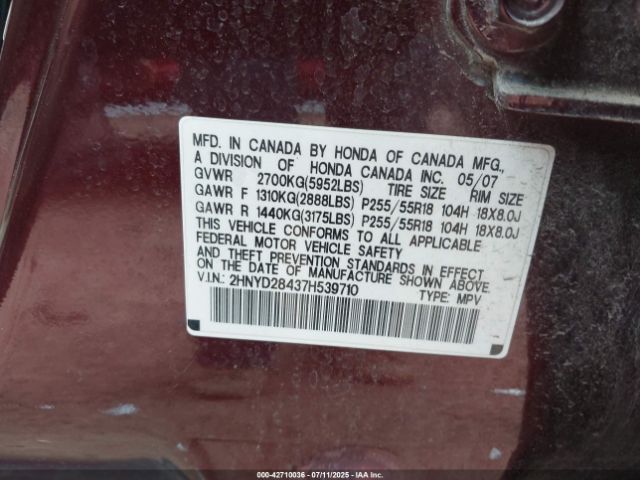 MFD. IN CANADA BY HONDA OF CANADA MFG.,
A DIVISION OF HONDA CANADA INC. 05/07
GVWR 2700KG(5952LBS) TIRE SIZE RIM SIZE
GAWR F 1310KG(2888LBS) P255/55R18 104H 18X8.0J
GAWR R 1440KG(3175LBS) P255/55R18 104H 18X8.0J
THIS VEHICLE CONFORMS TO ALL APPLICABLE
FEDERAL MOTOR VEHICLE SAFETY
AND THEFT PREVENTION STANDARDS IN EFFECT
ON THE DATE OF MANUFACTURE SHOWN ABOVE.
V.I.N.: 2HNYD28437H539710 TYPE: MPV
000-42710036 - 07/11/2025 - IAAI.COM